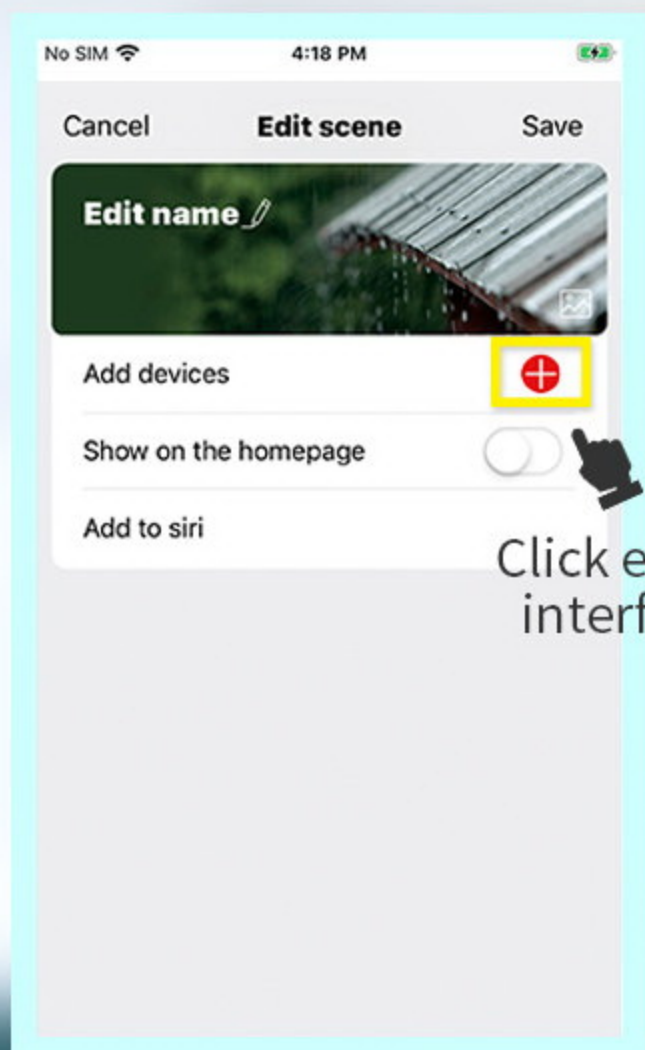 No SIM 4:18 PM
Cancel Edit scene Save
Edit name
Add devices
Show on the homepage
Add to siri
Click